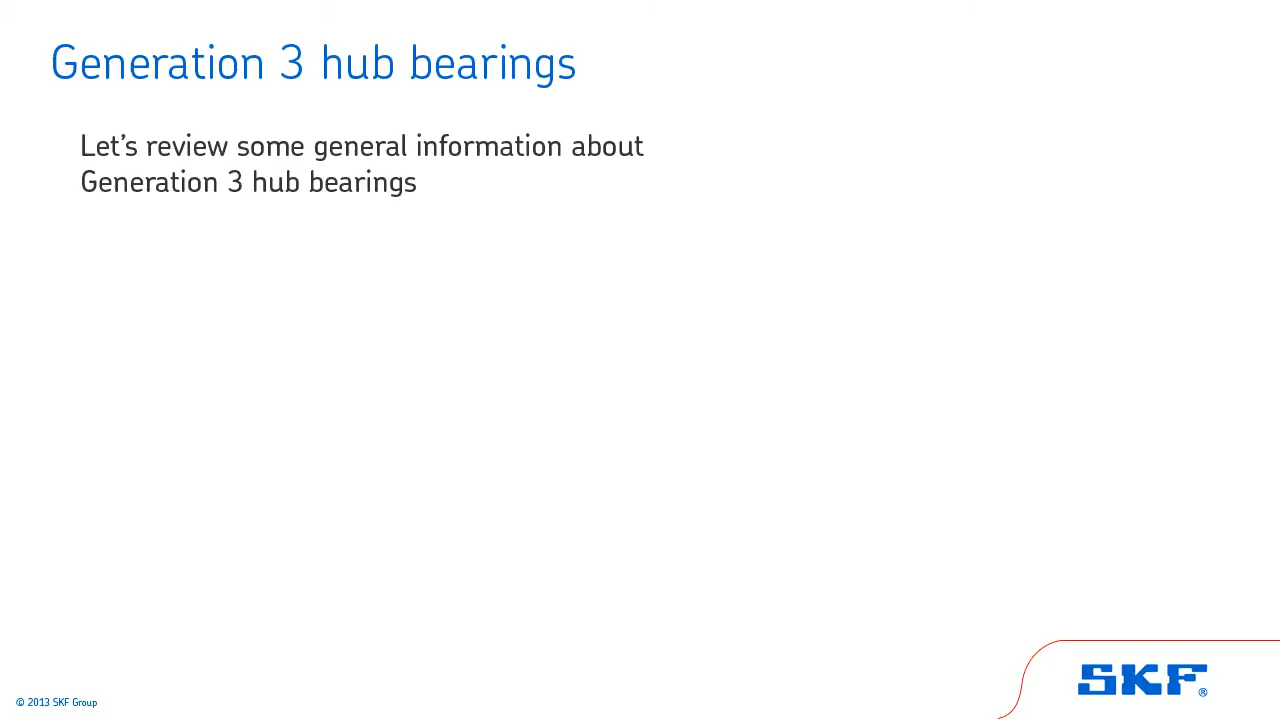 Generation 3 hub bearings
Let’s review some general information about
Generation 3 hub bearings
SKF®
© 2013 SKF Group